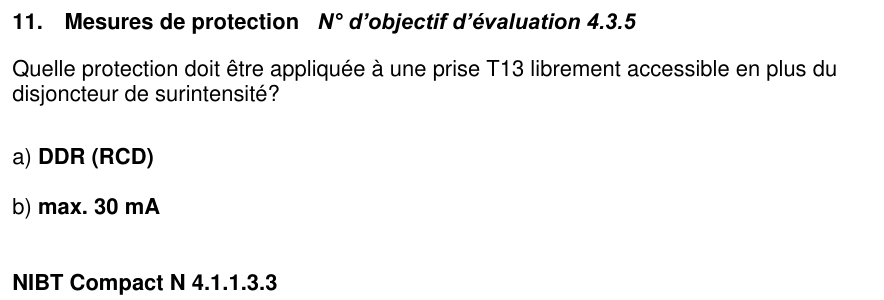 11. Mesures de protection N° d'objectif d'évaluation 4.3.5
Quelle protection doit être appliquée à une prise T13 librement accessible en plus du
disjoncteur de surintensité?
a) DDR (RCD)
b) max. 30 mA
NIBT Compact N 4.1.1.3.3